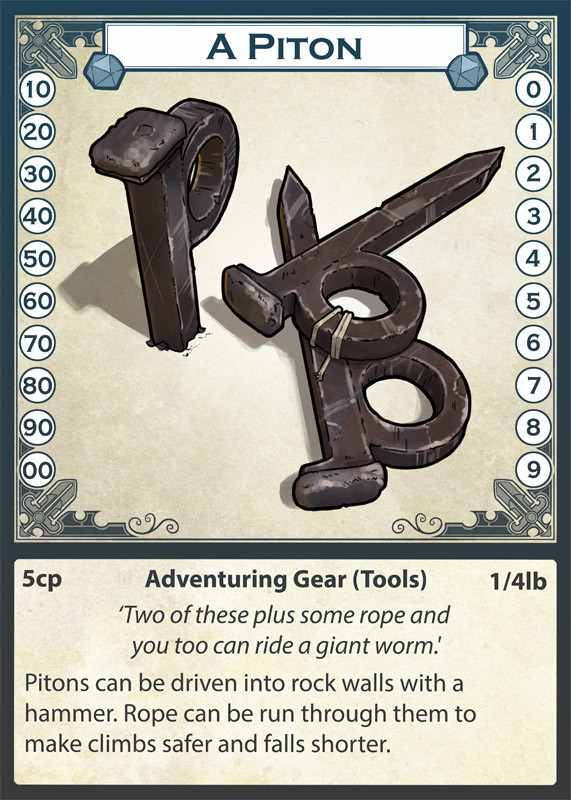 A Piton
10
20
30
40
50
60
70
80
90
00
0
1
2
3
4
5
6
7
8
9
5cp Adventuring Gear (Tools) 1/4lb
‘Two of these plus some rope and
you too can ride a giant worm.'
Pitons can be driven into rock walls with a
hammer. Rope can be run through them to
make climbs safer and falls shorter.